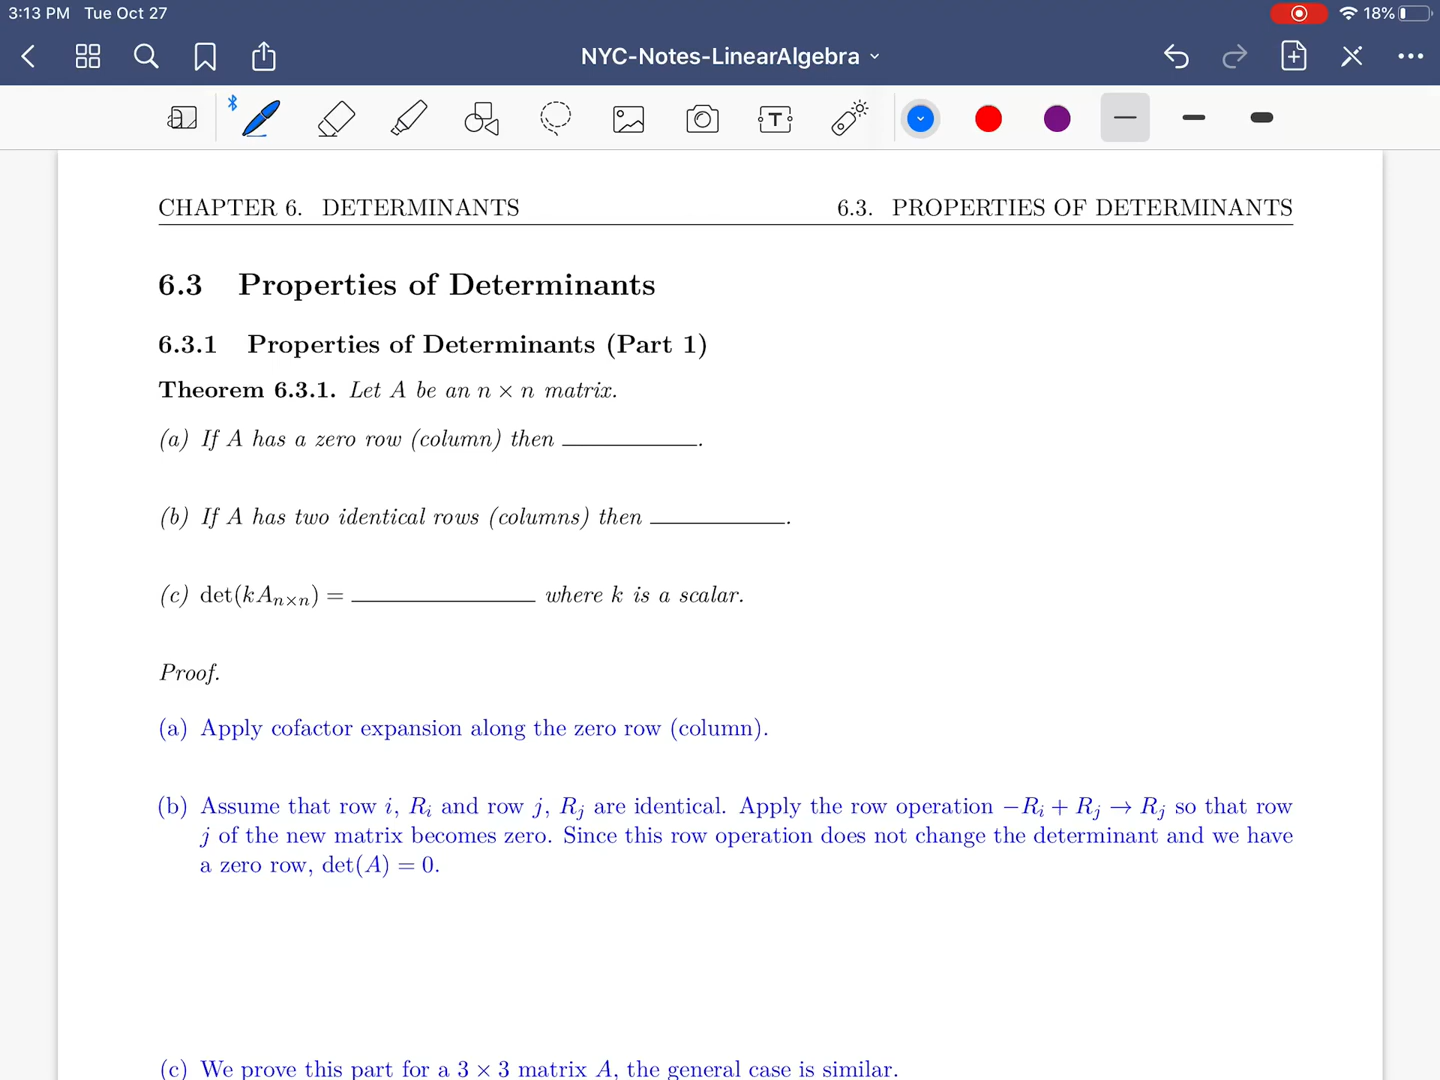 3:13 PM Tue Oct 27
18%
NYC-Notes-LinearAlgebra
T
CHAPTER 6. DETERMINANTS 6.3. PROPERTIES OF DETERMINANTS
6.3 Properties of Determinants
6.3.1 Properties of Determinants (Part 1)
Theorem 6.3.1. Let A be an n × n matrix.
(a) If A has a zero row (column) then ________.
(b) If A has two identical rows (columns) then ________.
(c) det(kAₙₓₙ) = ________ where k is a scalar.
Proof.
(a) Apply cofactor expansion along the zero row (column).
(b) Assume that row i, Rᵢ and row j, Rⱼ are identical. Apply the row operation −Rᵢ + Rⱼ → Rⱼ so that row
j of the new matrix becomes zero. Since this row operation does not change the determinant and we have
a zero row, det(A) = 0.
(c) We prove this part for a 3 × 3 matrix A, the general case is similar.